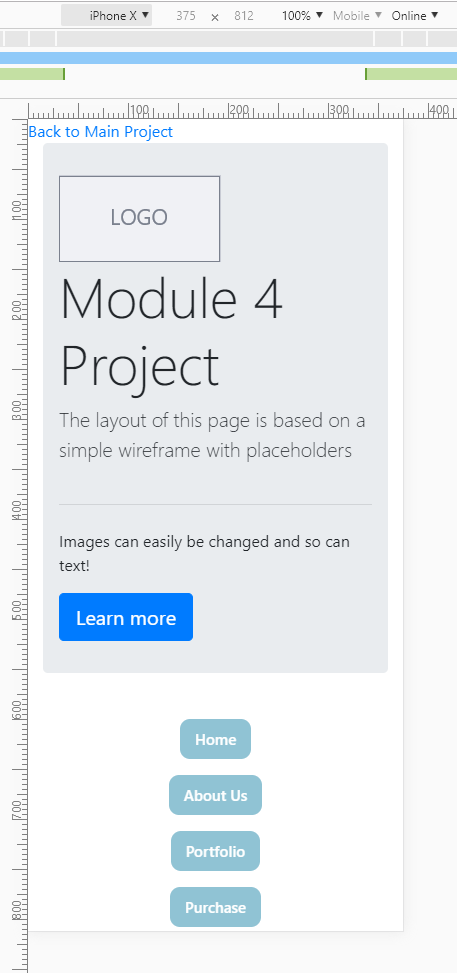 iPhone X ▼ 375 × 812 100% ▼ Mobile ▼ Online ▼
100 200 300 400
Back to Main Project
LOGO
Module 4
Project
The layout of this page is based on a
simple wireframe with placeholders
Images can easily be changed and so can
text!
Learn more
Home
About Us
Portfolio
Purchase
100
200
300
400
500
600
700
800